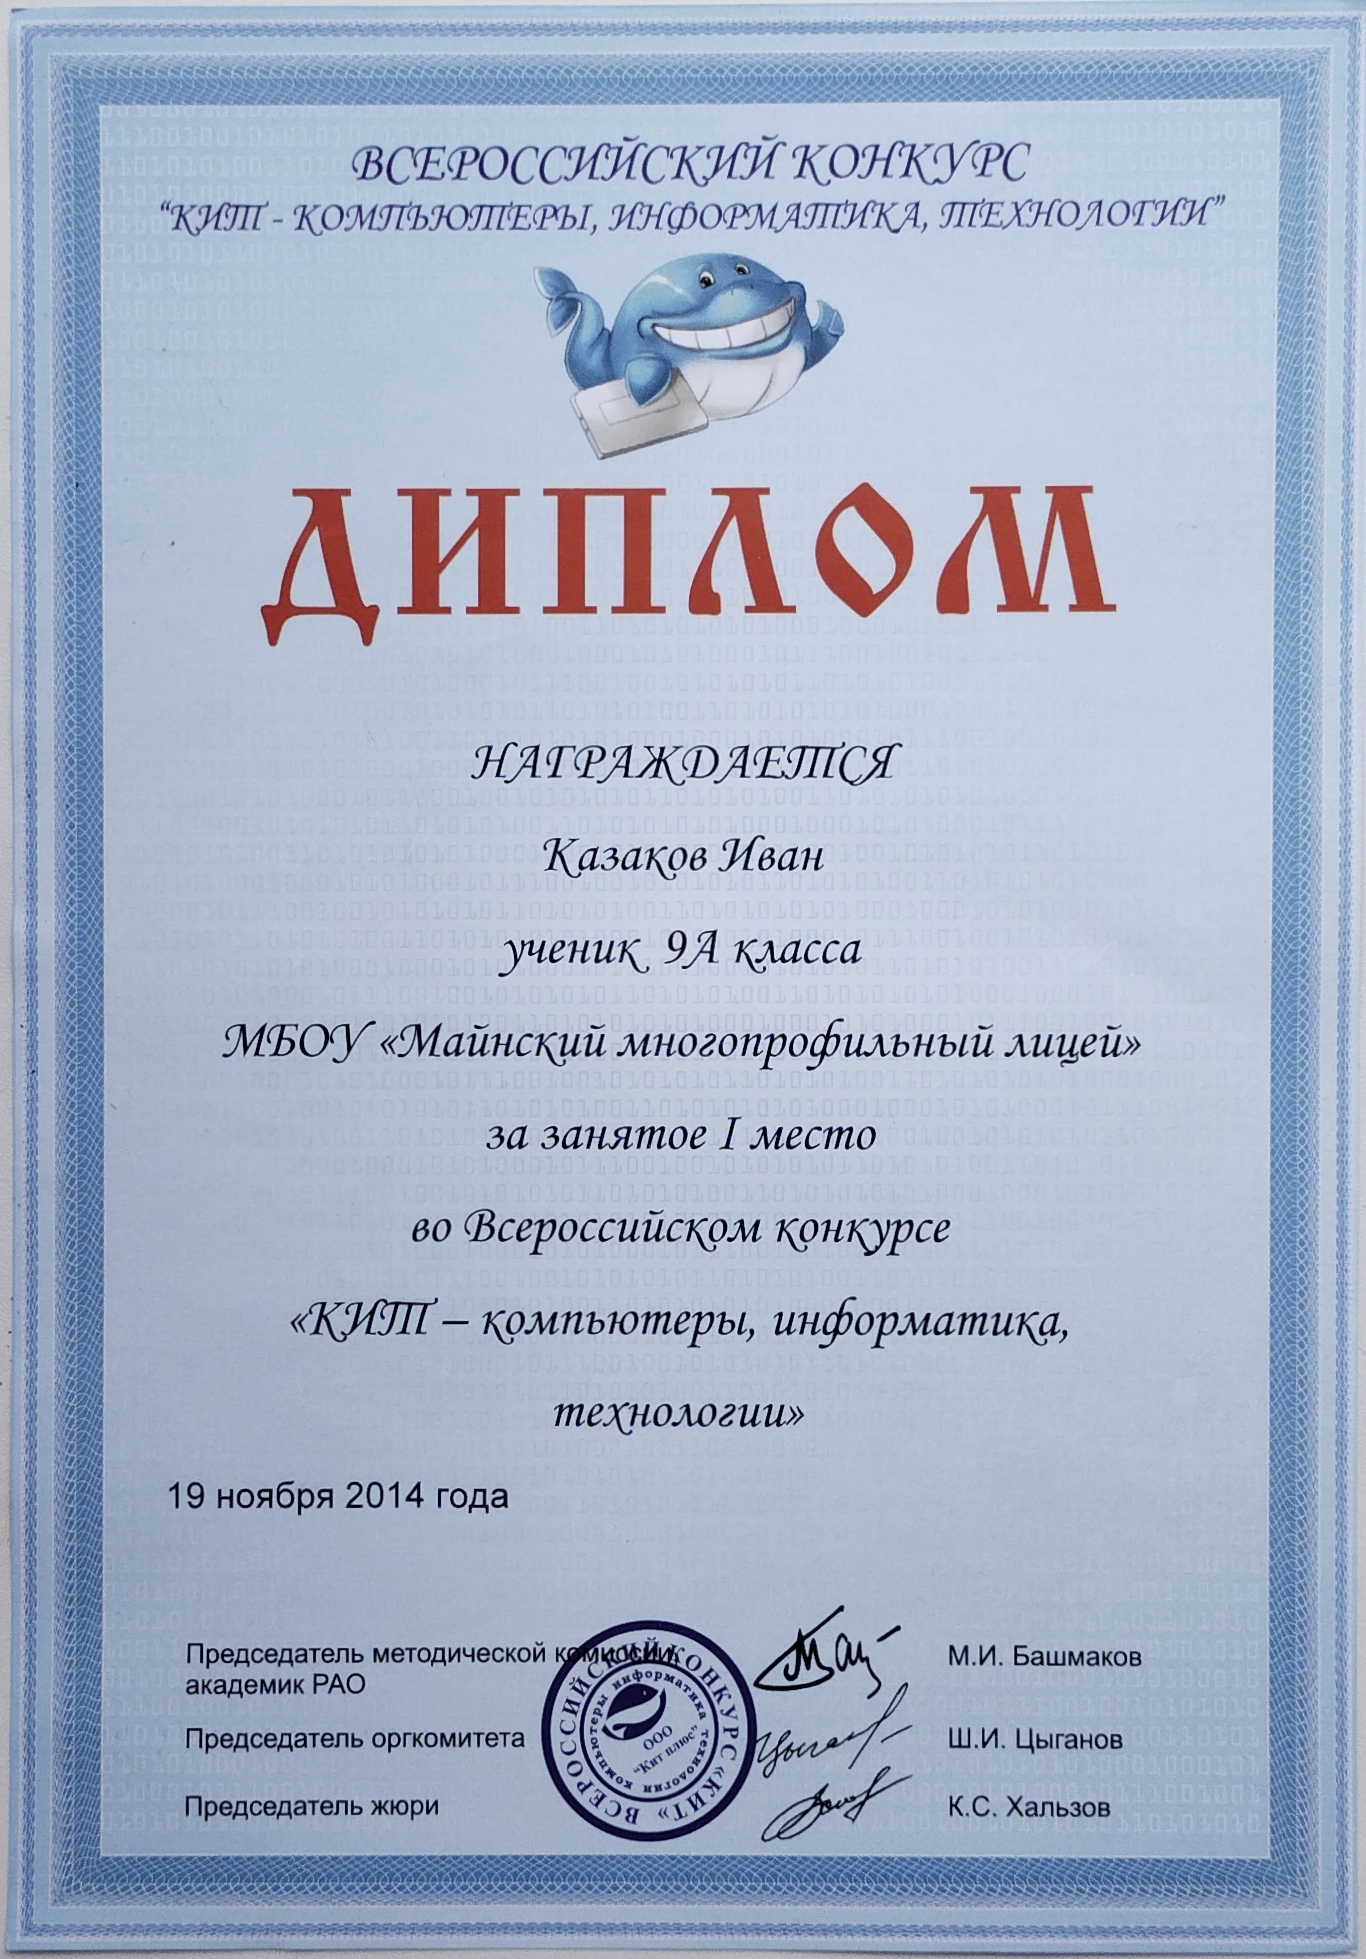 ВСЕРОССИЙСКИЙ КОНКУРС
“КИТ - КОМПЬЮТЕРЫ, ИНФОРМАТИКА, ТЕХНОЛОГИИ”
ДИПЛОМ
НАГРАЖДАЕТСЯ
Казаков Иван
ученик 9А класса
МБОУ «Майнский многопрофильный лицей»
за занятое I место
во Всероссийском конкурсе
«КИТ – компьютеры, информатика,
технологии»
19 ноября 2014 года
Председатель методической комиссии, М.И. Башмаков
академик РАО
Председатель оргкомитета Ш.И. Цыганов
Председатель жюри К.С. Хальзов
ВСЕРОССИЙСКИЙ КОНКУРС «КИТ»
компьютеры информатика технологии
ООО
“Кит плюс”